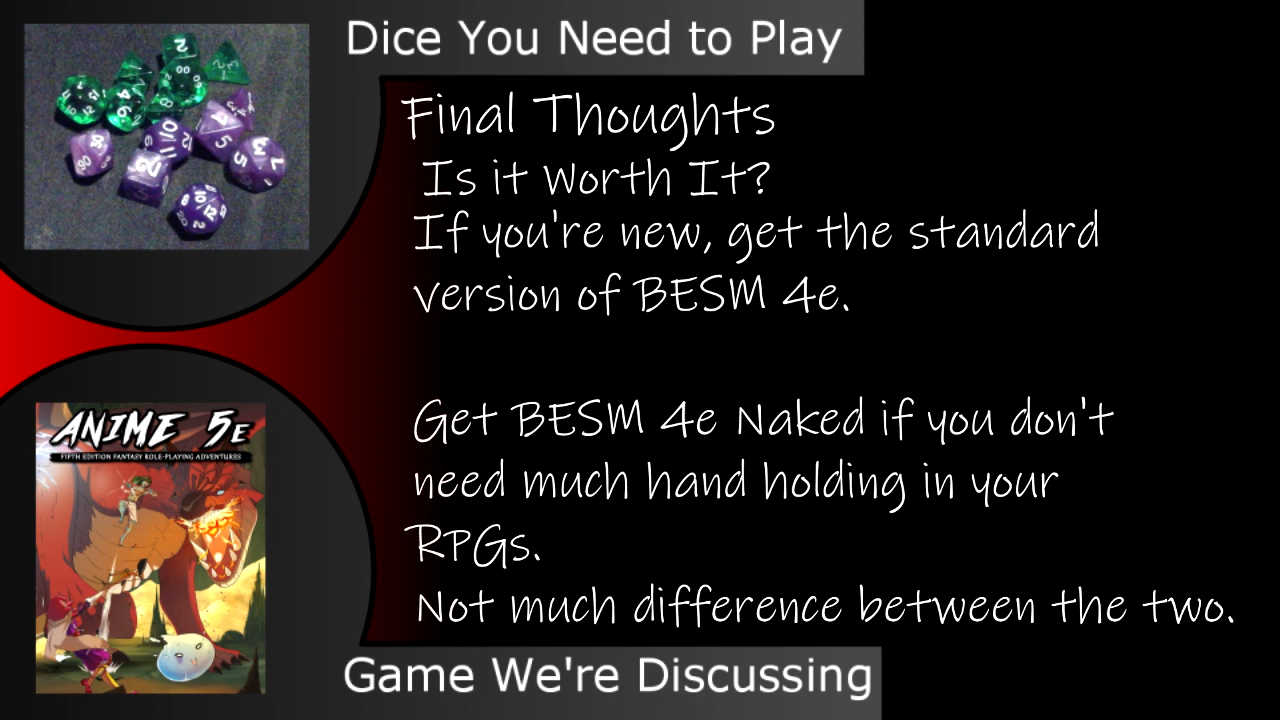 Dice You Need to Play
Final Thoughts
Is it Worth It?
If you're new, get the standard
version of BESM 4e.
Get BESM 4e Naked if you don't
need much hand holding in your
RPGs.
Not much difference between the two.
ANIME 5E
FIFTH EDITION FANTASY ROLE-PLAYING ADVENTURES
Game We're Discussing